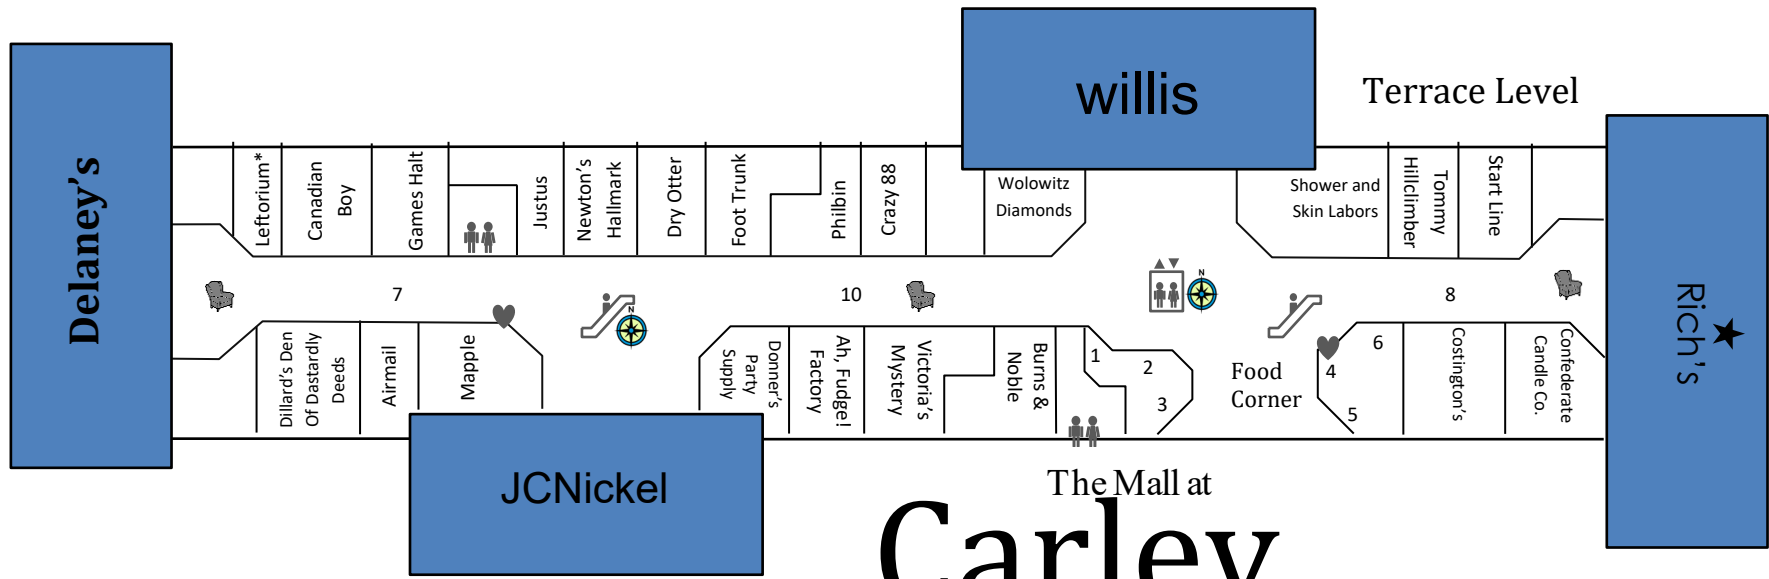 willis
Terrace Level
Delaney's
Leftorium*
Canadian
Boy
Games Halt
Justus
Newton's
Hallmark
Dry Otter
Foot Trunk
Philbin
Crazy 88
Wolowitz
Diamonds
Shower and
Skin Labors
Tommy
Hillclimber
Start Line
Rich's
7
10
8
N
N
Dillard's Den
Of Dastardly
Deeds
Airmail
Maple
Donner's
Party
Supply
Ah, Fudge!
Factory
Victoria's
Mystery
Burns &
Noble
1
2
3
Food
Corner
4
5
6
Costington's
Confederate
Candle Co.
JCNickel
The Mall at
Carley